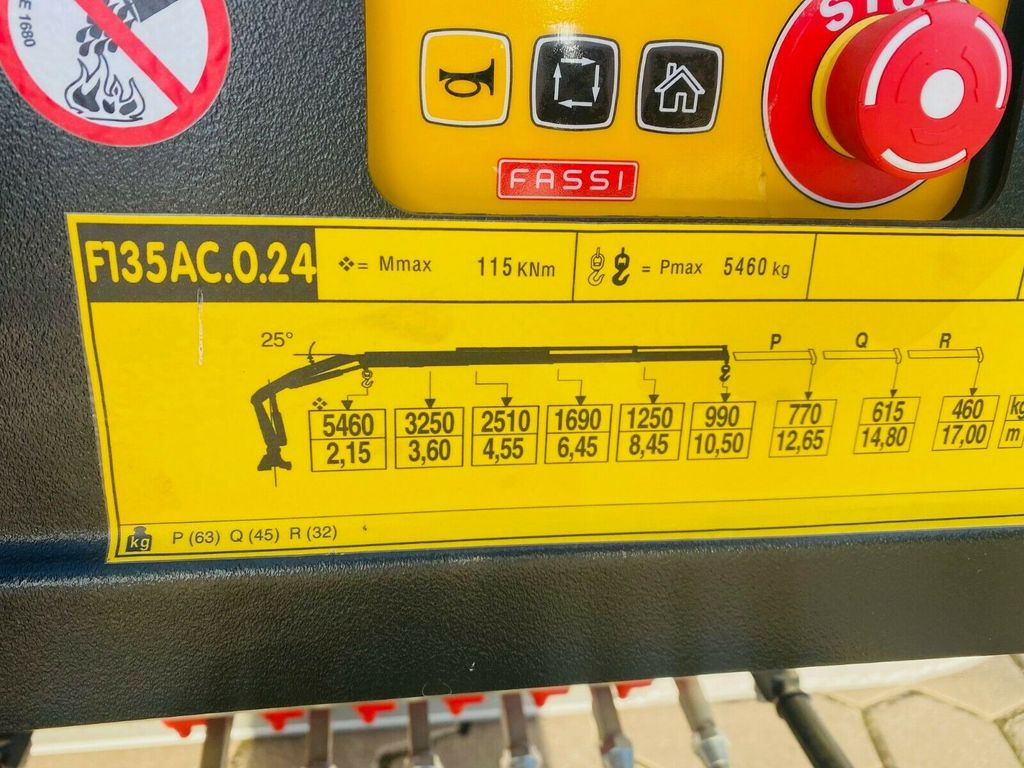 E 1680
STOP
FASSI
F135AC.0.24 ❖= Mmax 115 KNm = Pmax 5460 kg
25° P Q R
❖
5460 3250 2510 1690 1250 990 770 615 460 kg
2,15 3,60 4,55 6,45 8,45 10,50 12,65 14,80 17,00 m
kg P (63) Q (45) R (32)